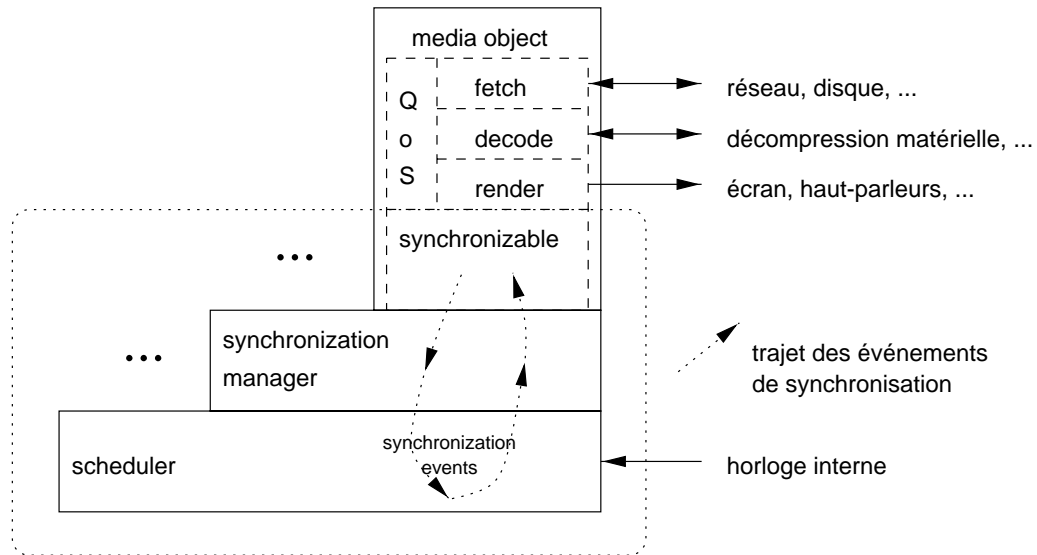 media object
Q
o
S
fetch
réseau, disque, ...
decode
décompression matérielle, ...
render
écran, haut-parleurs, ...
synchronizable
...
synchronization
manager
...
trajet des événements
de synchronisation
scheduler
synchronization
events
horloge interne